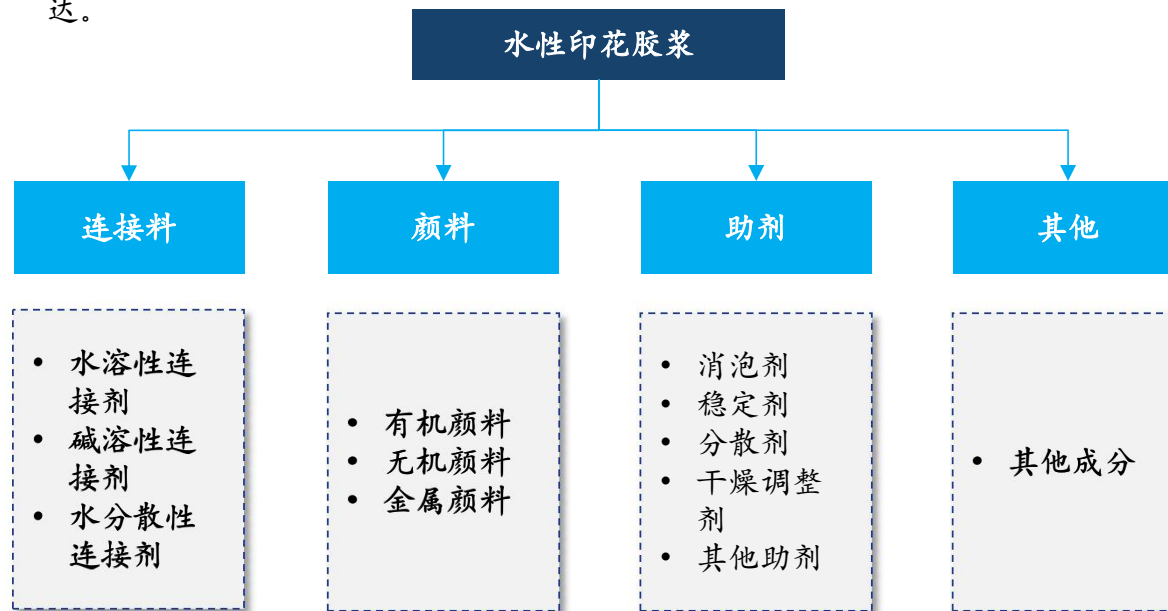 达。
水性印花胶浆
连接料
颜料
助剂
其他
• 水溶性连
接剂
• 碱溶性连
接剂
• 水分散性
连接剂
• 有机颜料
• 无机颜料
• 金属颜料
• 消泡剂
• 稳定剂
• 分散剂
• 干燥调整
剂
• 其他助剂
• 其他成分